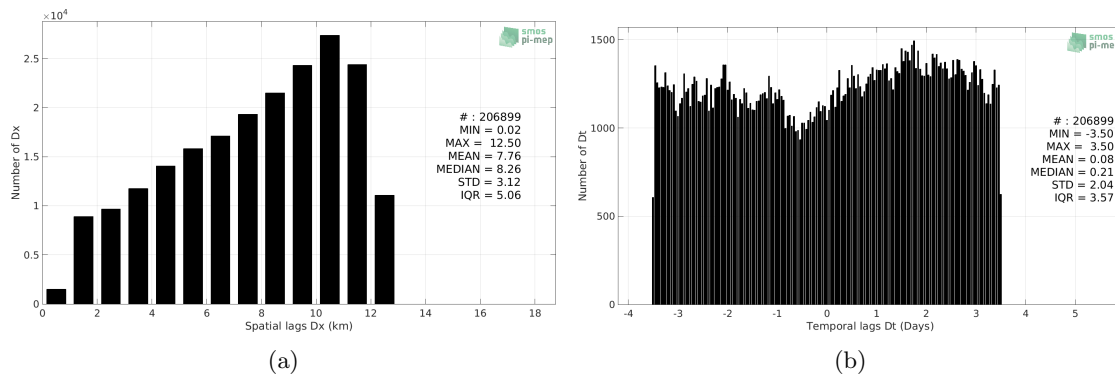 ×10⁴
smos
pi-mep
2.5
2
1.5
1
0.5
0
Number of Dx
# : 206899
MIN = 0.02
MAX = 12.50
MEAN = 7.76
MEDIAN = 8.26
STD = 3.12
IQR = 5.06
0 2 4 6 8 10 12 14 16 18
Spatial lags Dx (km)
(a)
smos
pi-me
1500
1000
500
0
Number of Dt
# : 206899
MIN = -3.50
MAX = 3.50
MEAN = 0.08
MEDIAN = 0.21
STD = 2.04
IQR = 3.57
-4 -3 -2 -1 0 1 2 3 4 5
Temporal lags Dt (Days)
(b)